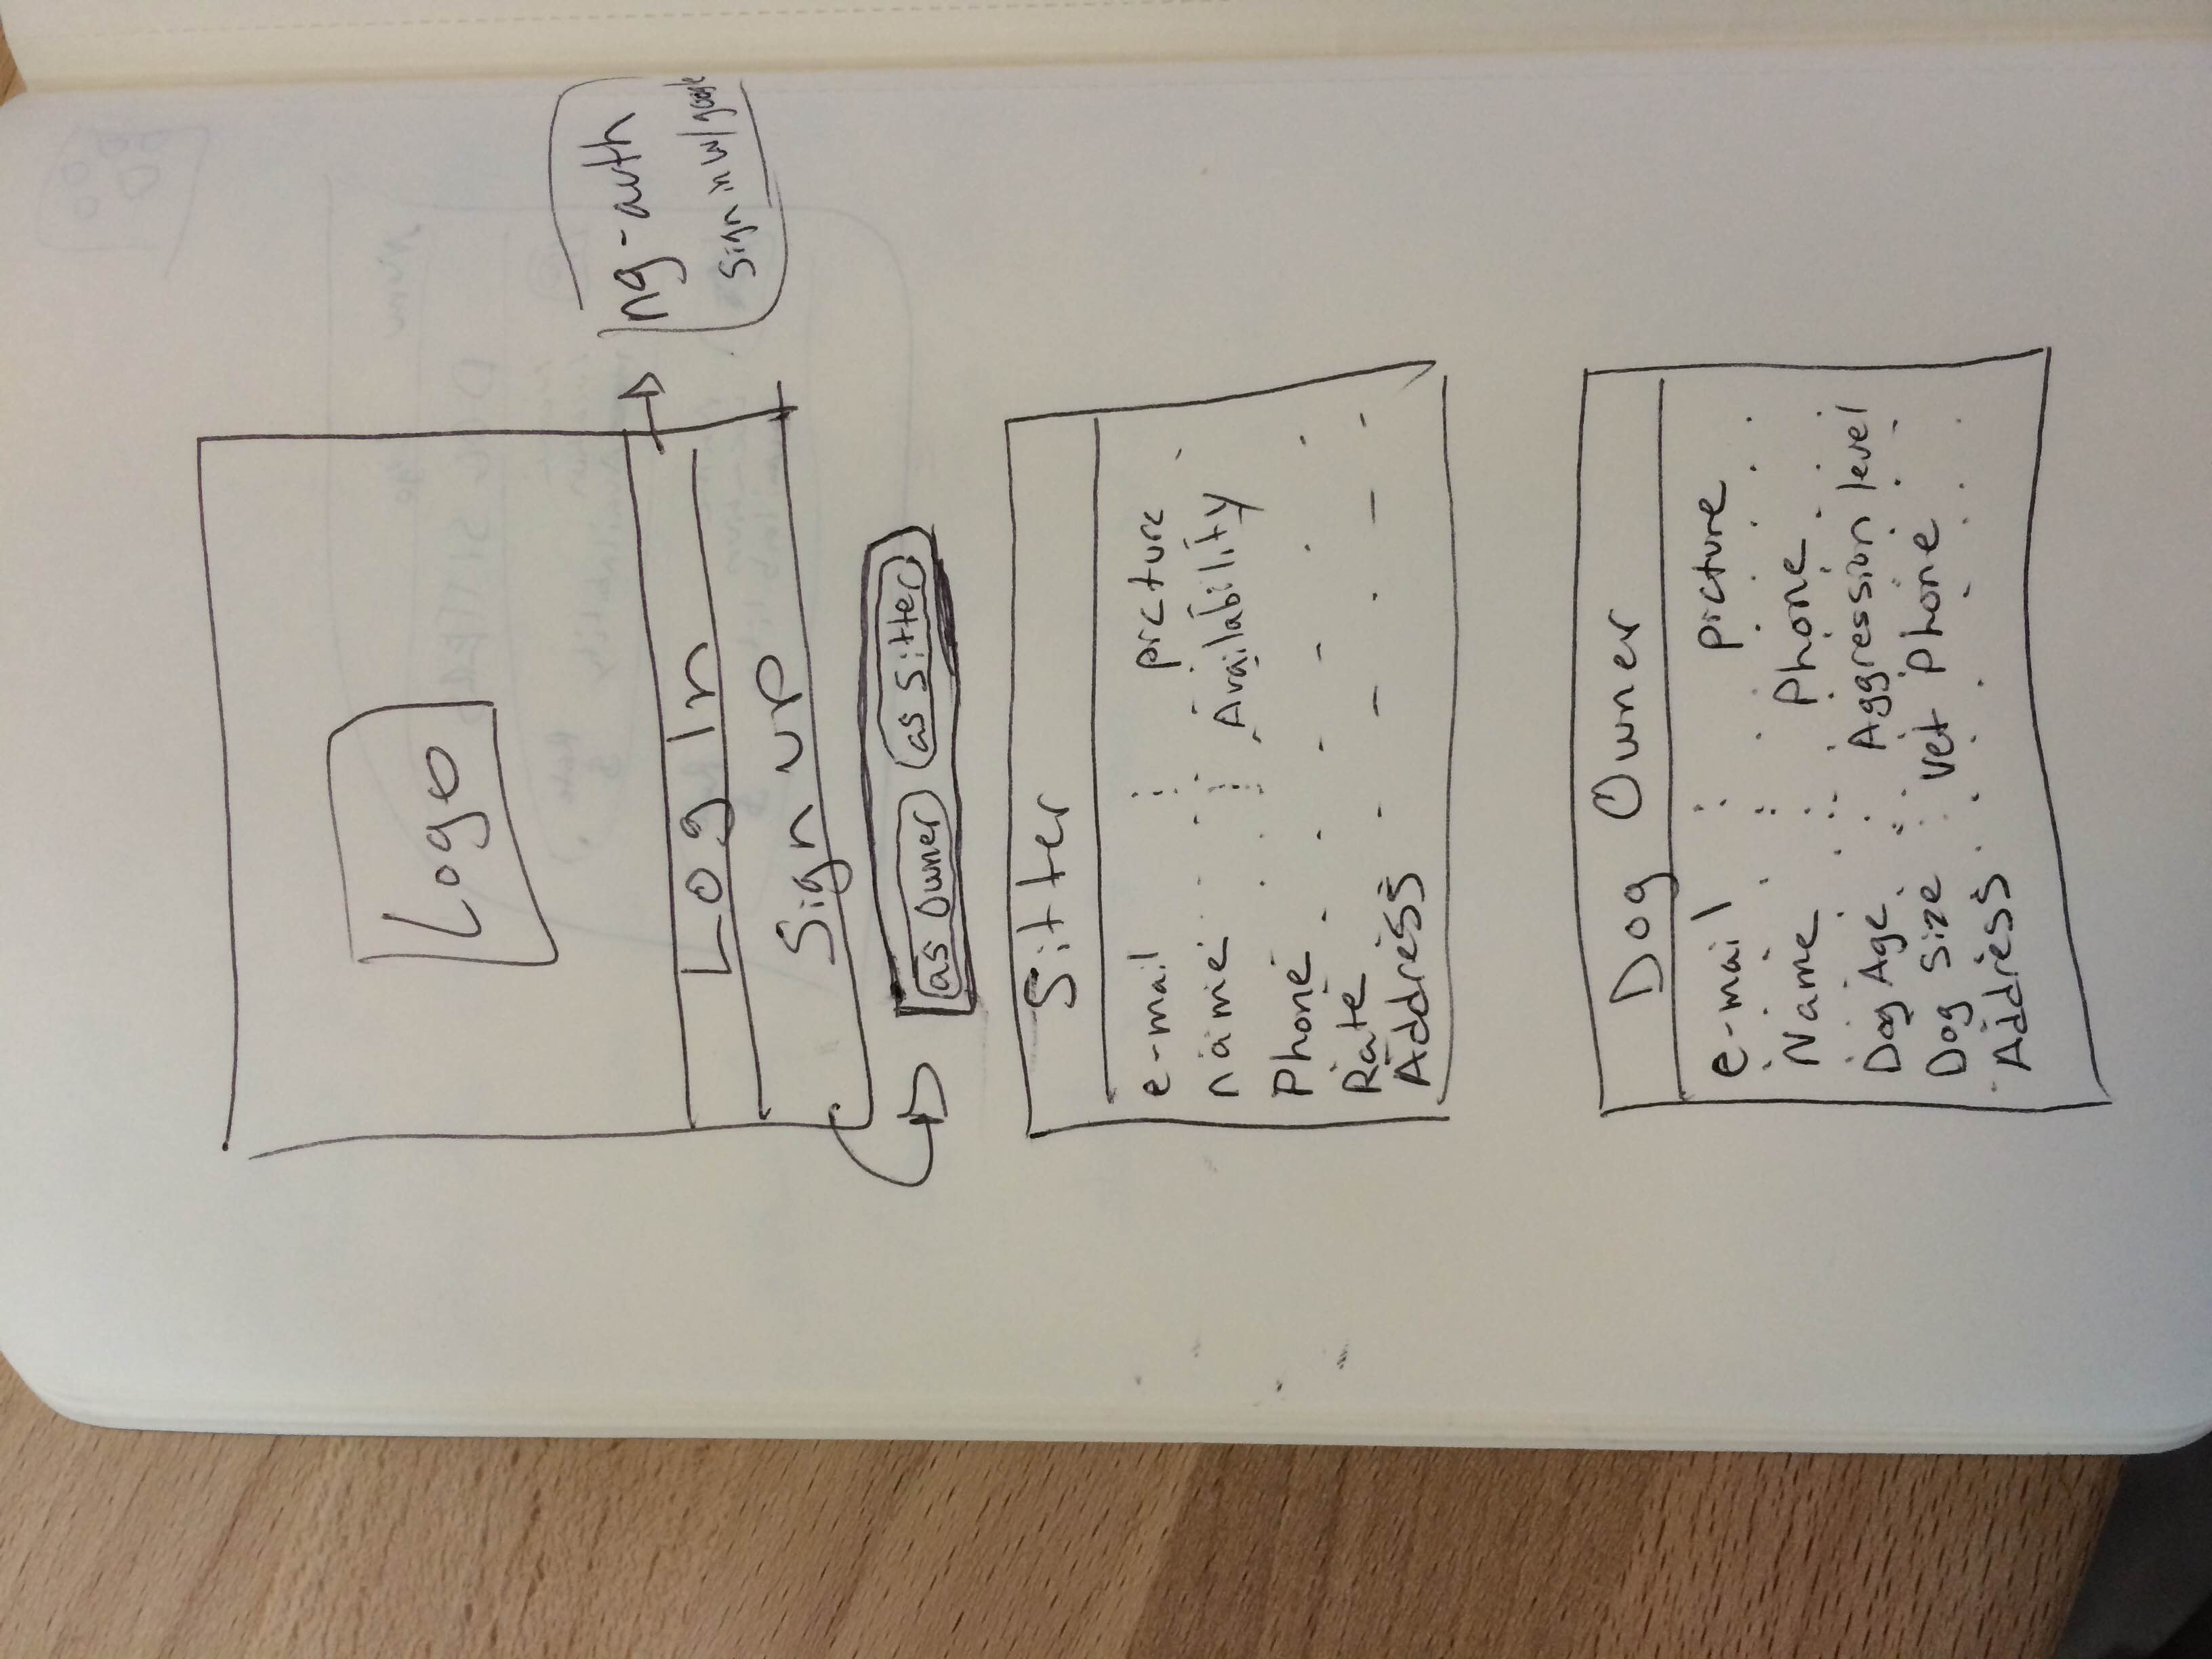 Logo
Log In
Sign up
ng-auth
Sign in w/ google
as Owner as Sitter
Sitter
e-mail picture
name Availability
Phone
Rate
Address
Dog Owner
e-mail picture
Name Phone
Dog Age Aggression level
Dog Size vet Phone
Address